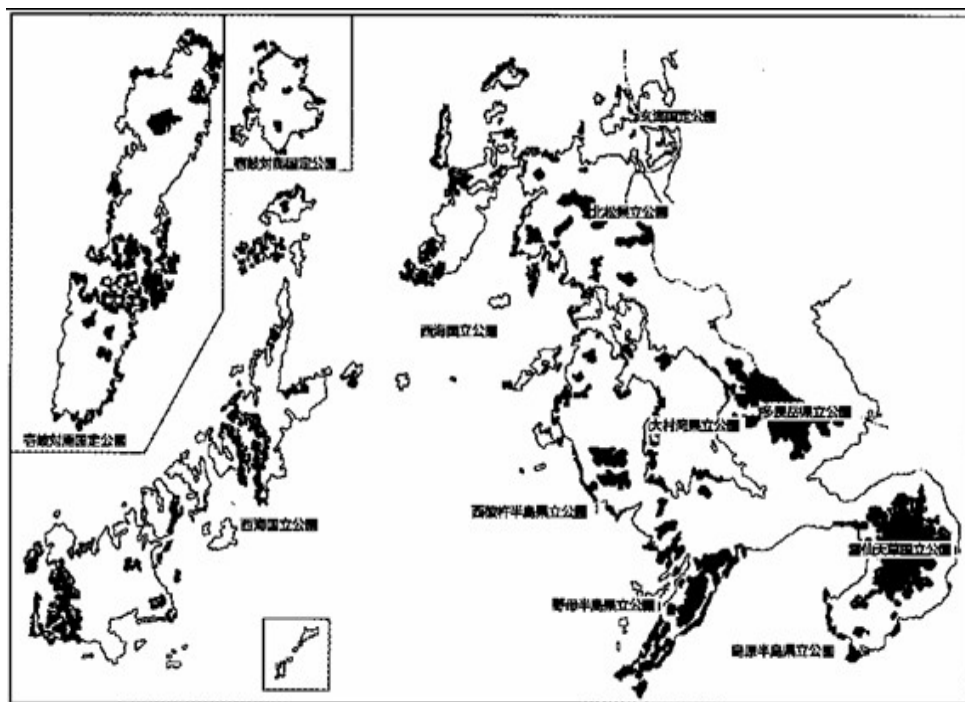 玄海国定公園
壱岐対馬国定公園
北松県立公園
西海国立公園
多良岳県立公園
大村湾県立公園
壱岐対馬国定公園
西彼杵半島県立公園
西海国立公園
雲仙天草国立公園
野母半島県立公園
島原半島県立公園